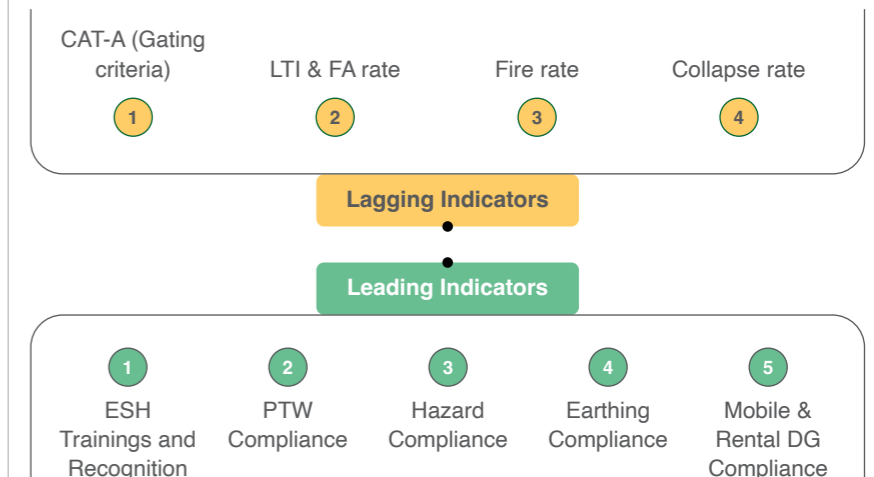 CAT-A (Gating
criteria)
LTI & FA rate
Fire rate
Collapse rate
1
2
3
4
Lagging Indicators
Leading Indicators
1
2
3
4
5
ESH
Trainings and
Recognition
PTW
Compliance
Hazard
Compliance
Earthing
Compliance
Mobile &
Rental DG
Compliance